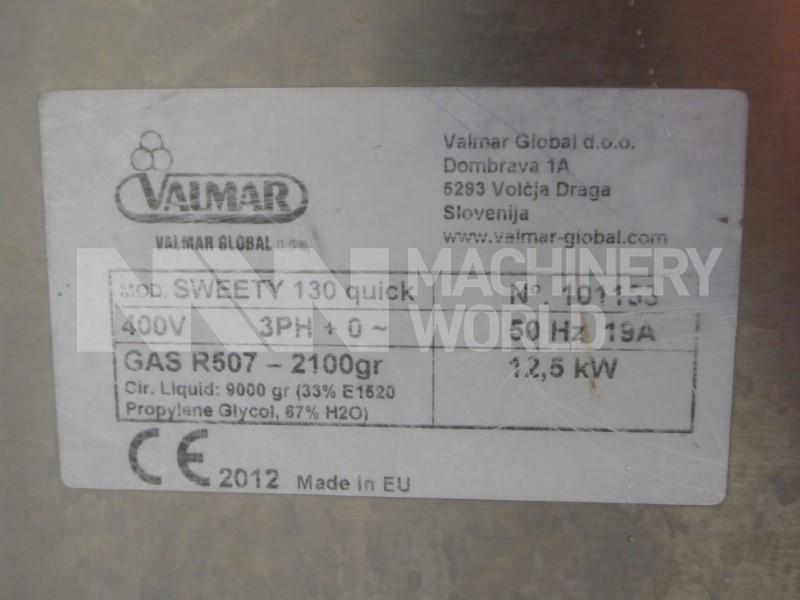 VALMAR
VALMAR GLOBAL d.o.o.
Valmar Global d.o.o.
Dombrava 1A
5293 Volčja Draga
Slovenija
www.valmar-global.com
MOD. SWEETY 130 quick N°. 101153
400V 3PH + 0 ~ 50 Hz 19A
GAS R507 – 2100gr 12,5 kW
Cir. Liquid: 9000 gr (33% E1520
Propylene Glycol, 67% H2O)
CE 2012 Made in EU
MACHINERY
WORLD